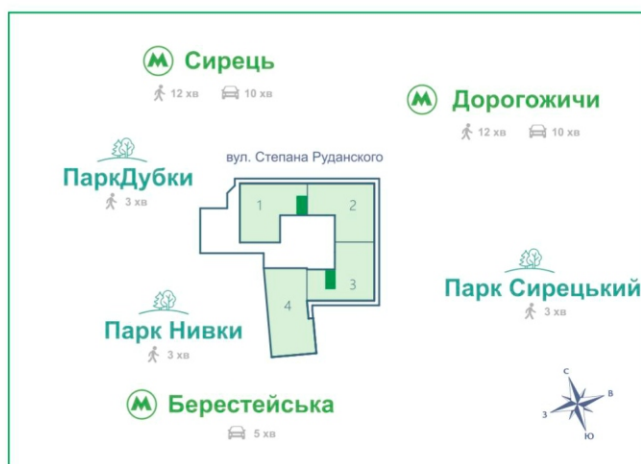 М Сирець
12 хв 10 хв
М Дорогожичи
12 хв 10 хв
вул. Степана Руданского
ПаркДубки
3 хв
1
2
3
4
Парк Сирецький
3 хв
Парк Нивки
3 хв
М Берестейська
5 хв
С
В
З
Ю